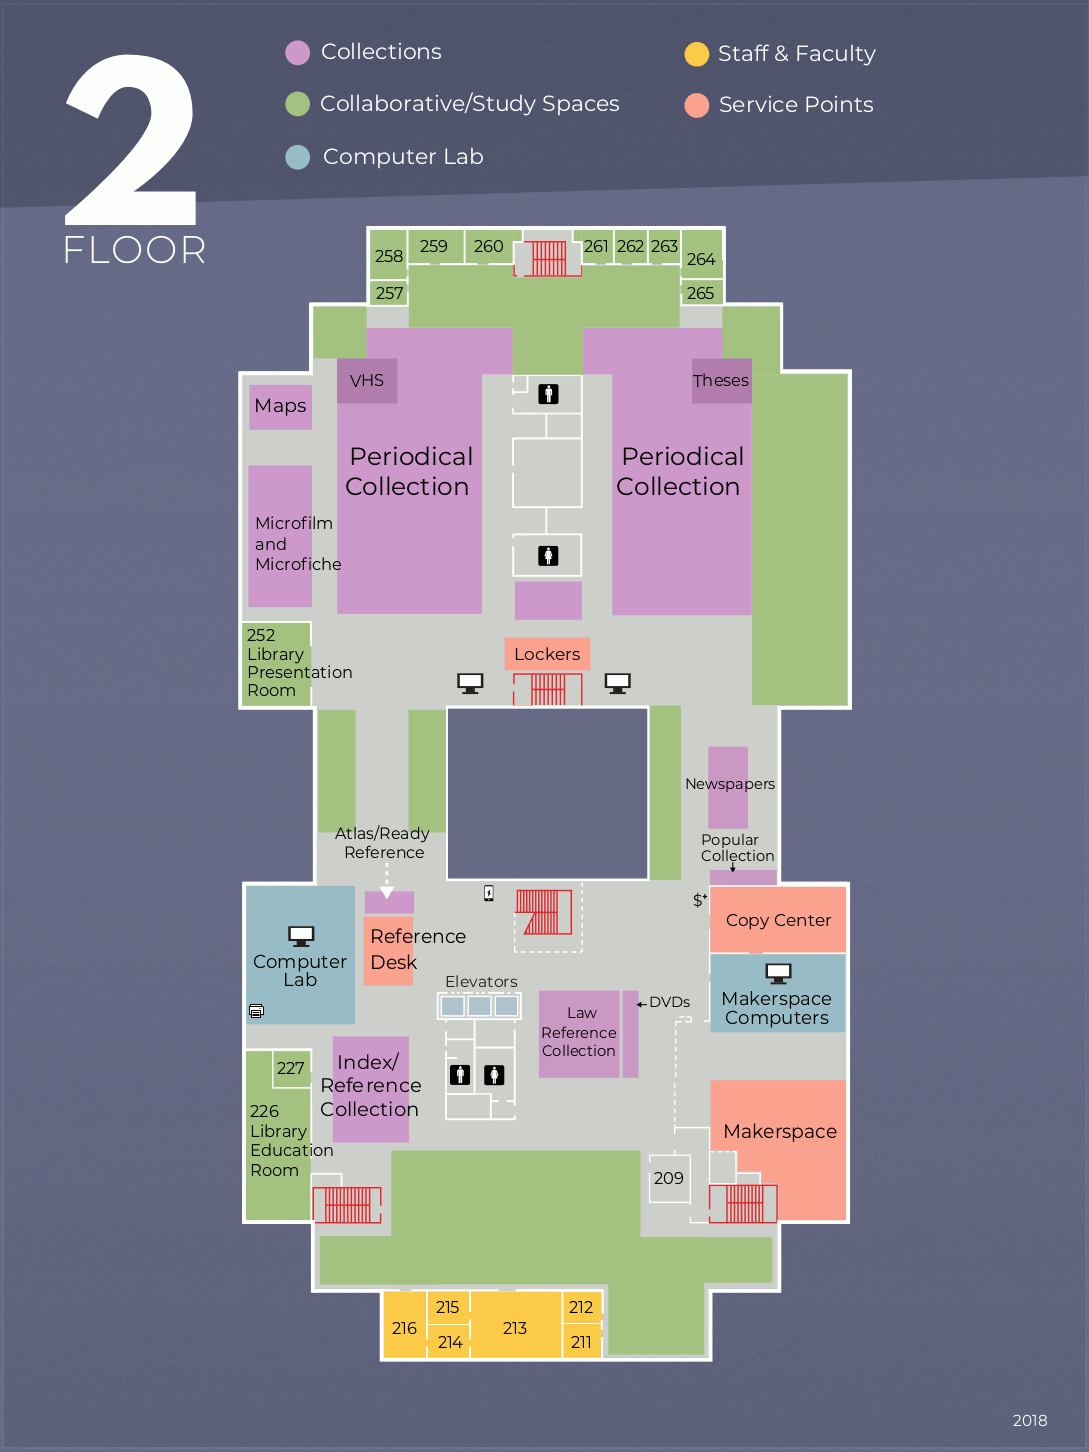 2
FLOOR
Collections
Staff & Faculty
Collaborative/Study Spaces
Service Points
Computer Lab
258
259
260
261
262
263
264
257
265
VHS
Theses
Maps
Periodical
Collection
Periodical
Collection
Microfilm
and
Microfiche
252
Library
Presentation
Room
Lockers
Newspapers
Atlas/Ready
Reference
Popular
Collection
$+
Copy Center
Reference
Desk
Computer
Lab
Elevators
Makerspace
Computers
DVDs
Law
Reference
Collection
Index/
Reference
Collection
227
226
Library
Education
Room
Makerspace
209
216
215
214
213
212
211
2018